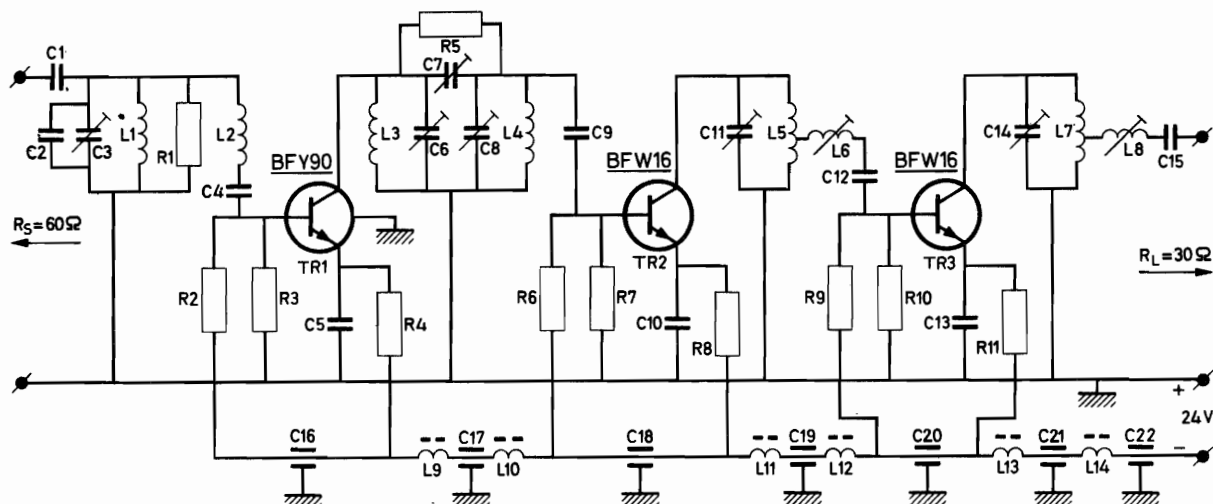 C1
C2
C3
L1
R1
L2
C4
BFY90
TR1
R2
R3
C5
R4
R5
C7
L3
C6
C8
L4
C9
BFW16
TR2
R6
R7
C10
R8
C11
L5
L6
C12
BFW16
TR3
R9
R10
C13
R11
C14
L7
L8
C15
RS=60Ω
RL=30Ω
+
24V
−
C16
L9
C17
L10
C18
L11
C19
L12
C20
L13
C21
L14
C22